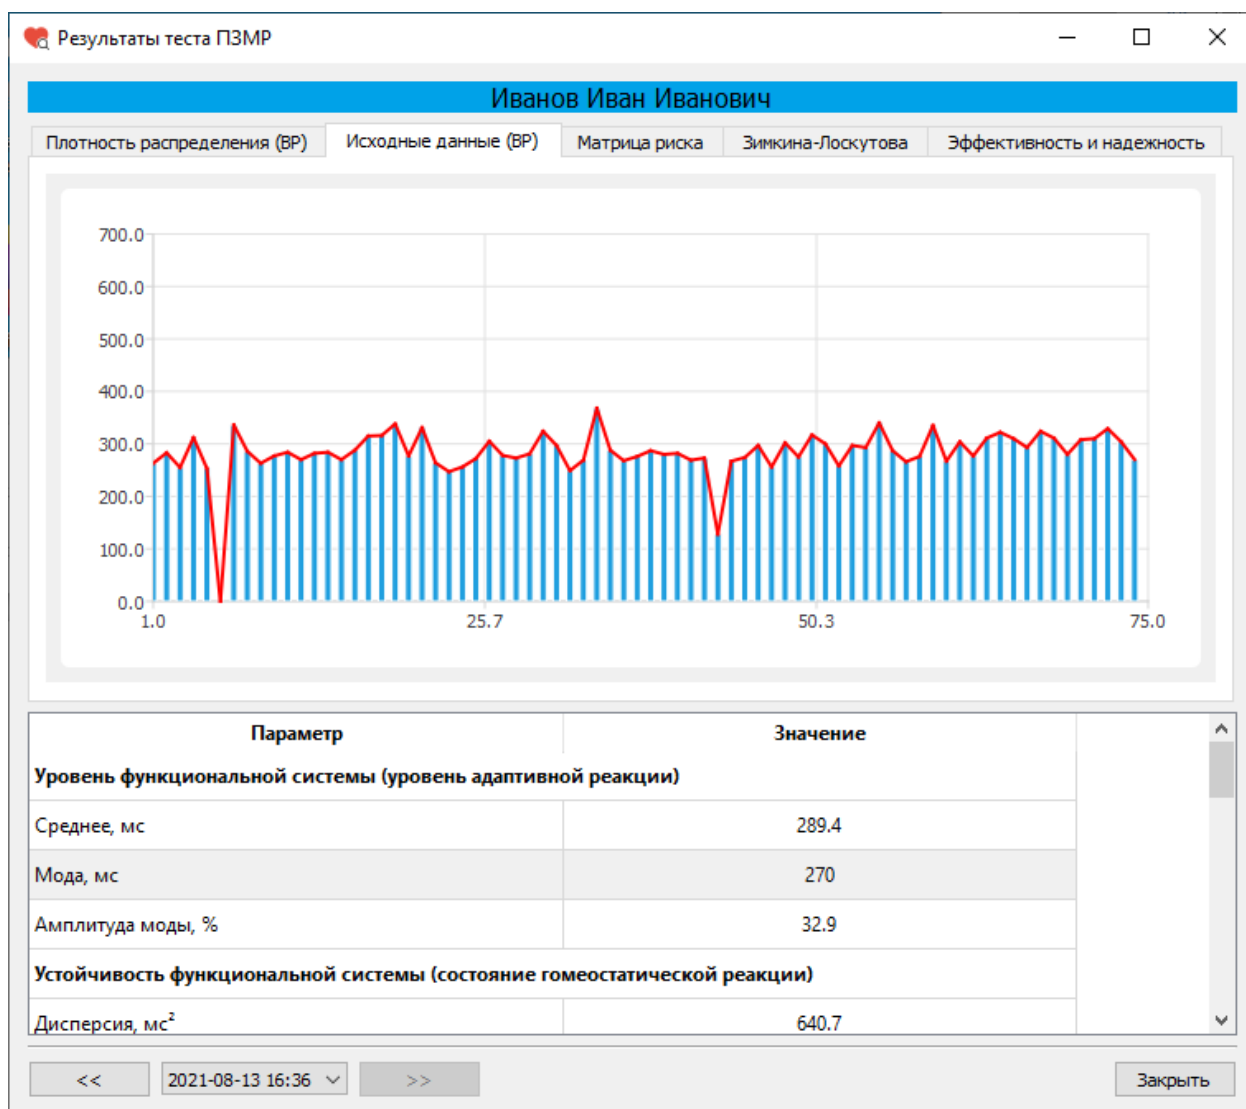 Результаты теста ПЗМР
Иванов Иван Иванович
Плотность распределения (ВР) Исходные данные (ВР) Матрица риска Зимкина-Лоскутова Эффективность и надежность
700.0
600.0
500.0
400.0
300.0
200.0
100.0
0.0
1.0 25.7 50.3 75.0
Параметр Значение
Уровень функциональной системы (уровень адаптивной реакции)
Среднее, мс 289.4
Мода, мс 270
Амплитуда моды, % 32.9
Устойчивость функциональной системы (состояние гомеостатической реакции)
Дисперсия, мс² 640.7
<< 2021-08-13 16:36 >> Закрыть